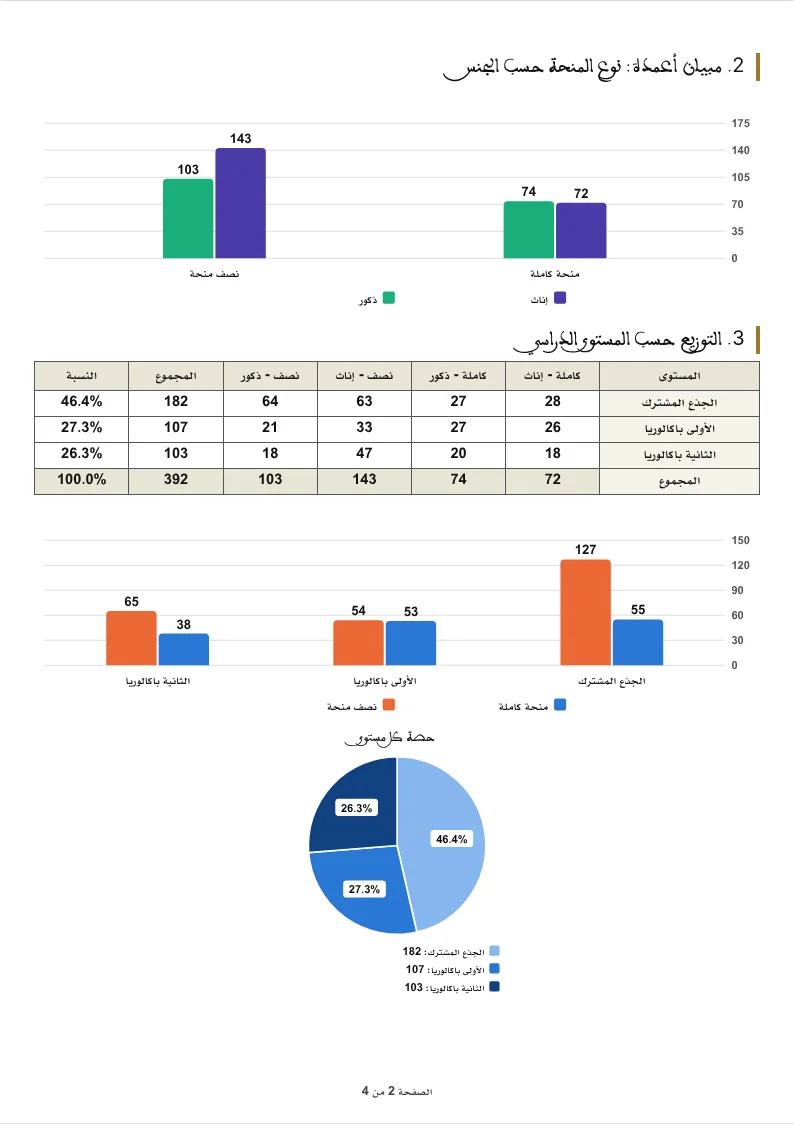 2. مبيان أعمدة: نوع المنحة حسب الجنس
175
140
105
70
35
0
74 72
103 143
منحة كاملة
نصف منحة
إناث
ذكور
3. التوزيع حسب المستوى الدراسي
المستوى كاملة - إناث كاملة - ذكور نصف - إناث نصف - ذكور المجموع النسبة
الجذع المشترك 28 27 63 64 182 46.4%
الأولى باكالوريا 26 27 33 21 107 27.3%
الثانية باكالوريا 18 20 47 18 103 26.3%
المجموع 72 74 143 103 392 100.0%
150
120
90
60
30
0
127 55
54 53
65 38
الجذع المشترك
الأولى باكالوريا
الثانية باكالوريا
منحة كاملة
نصف منحة
حصة كل مستوى
46.4%
27.3%
26.3%
الجذع المشترك: 182
الأولى باكالوريا: 107
الثانية باكالوريا: 103
الصفحة 2 من 4